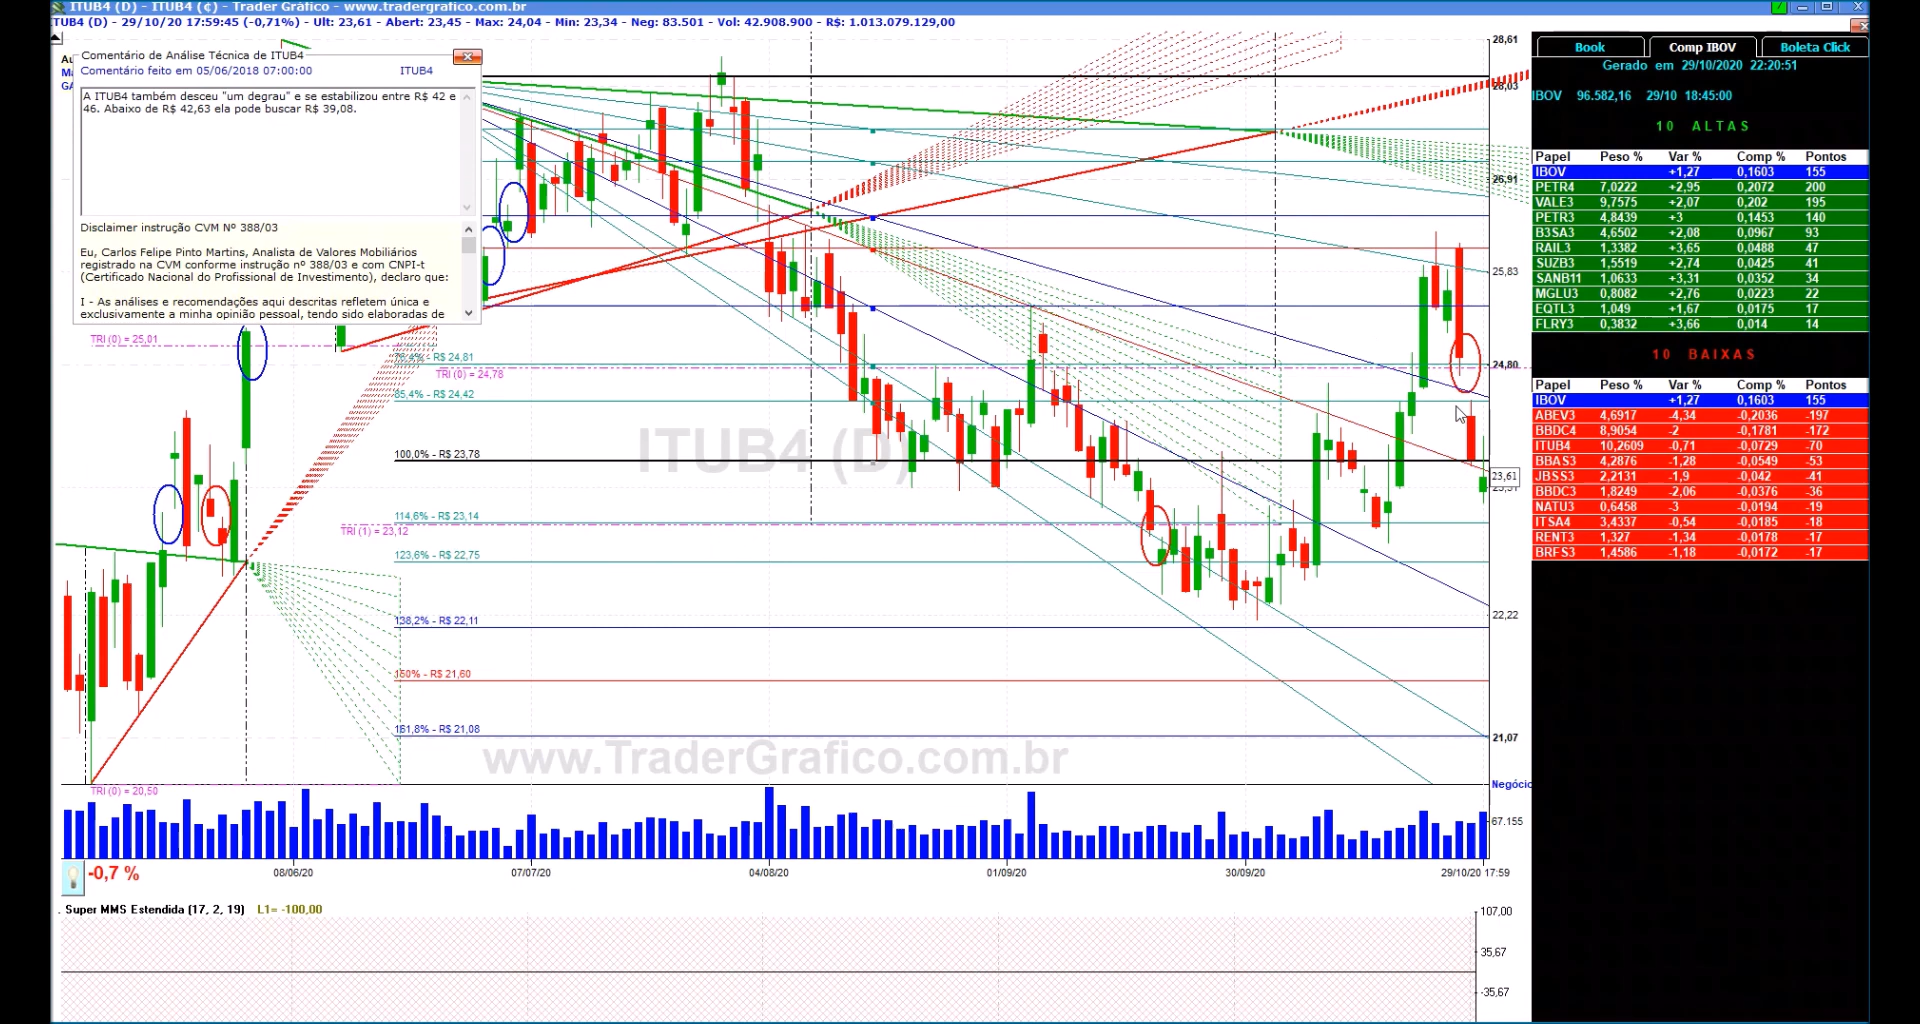 ITUB4 (D) - ITUB4 (¢) - Trader Gráfico - www.tradergrafico.com.br
ITUB4 (D) - 29/10/20 17:59:45 (-0,71%) - Ult: 23,61 - Abert: 23,45 - Max: 24,04 - Min: 23,34 - Neg: 83.501 - Vol: 42.908.900 - R$: 1.013.079.129,00
Comentário de Análise Técnica de ITUB4
Comentário feito em 05/06/2018 07:00:00 ITUB4
A ITUB4 também desceu "um degrau" e se estabilizou entre R$ 42 e
46. Abaixo de R$ 42,63 ela pode buscar R$ 39,08.
Disclaimer instrução CVM Nº 388/03
Eu, Carlos Felipe Pinto Martins, Analista de Valores Mobiliários
registrado na CVM conforme instrução nº 388/03 e com CNPI-t
(Certificado Nacional do Profissional de Investimento), declaro que:
I - As análises e recomendações aqui descritas refletem única e
exclusivamente a minha opinião pessoal, tendo sido elaboradas de
TRI (0) = 25,01
76,4% - R$ 24,81
TRI (0) = 24,78
85,4% - R$ 24,42
100,0% - R$ 23,78
114,6% - R$ 23,14
TRI (1) = 23,12
123,6% - R$ 22,75
138,2% - R$ 22,11
150% - R$ 21,60
161,8% - R$ 21,08
TRI (0) = 20,50
ITUB4 (D)
www.TraderGrafico.com.br
28,61
28,03
26,91
25,83
24,80
23,61
23,51
22,22
21,07
Negócio
67.155
-0,7 %
08/06/20
07/07/20
04/08/20
01/09/20
30/09/20
29/10/20 17:59
Super MMS Estendida (17, 2, 19) L1= -100,00
107,00
35,67
-35,67
Book Comp IBOV Boleta Click
Gerado em 29/10/2020 22:20:51
IBOV 96.582,16 29/10 18:45:00
10 ALTAS
Papel Peso % Var % Comp % Pontos
IBOV +1,27 0,1603 155
PETR4 7,0222 +2,95 0,2072 200
VALE3 9,7575 +2,07 0,202 195
PETR3 4,8439 +3 0,1453 140
B3SA3 4,6502 +2,08 0,0967 93
RAIL3 1,3382 +3,65 0,0488 47
SUZB3 1,5519 +2,74 0,0425 41
SANB11 1,0633 +3,31 0,0352 34
MGLU3 0,8082 +2,76 0,0223 22
EQTL3 1,049 +1,67 0,0175 17
FLRY3 0,3832 +3,66 0,014 14
10 BAIXAS
Papel Peso % Var % Comp % Pontos
IBOV +1,27 0,1603 155
ABEV3 4,6917 -4,34 -0,2036 -197
BBDC4 8,9054 -2 -0,1781 -172
ITUB4 10,2609 -0,71 -0,0729 -70
BBAS3 4,2876 -1,28 -0,0549 -53
JBSS3 2,2131 -1,9 -0,042 -41
BBDC3 1,8249 -2,06 -0,0376 -36
NATU3 0,6458 -3 -0,0194 -19
ITSA4 3,4337 -0,54 -0,0185 -18
RENT3 1,327 -1,34 -0,0178 -17
BRFS3 1,4586 -1,18 -0,0172 -17